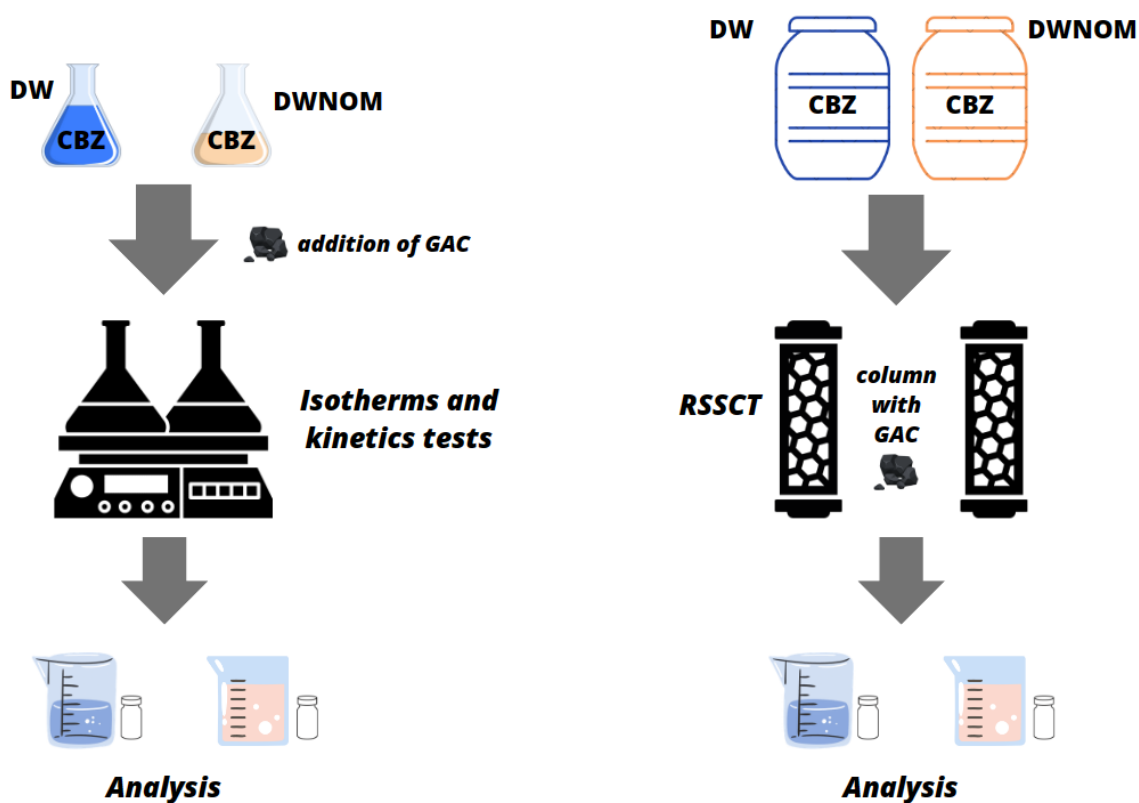 DW
CBZ
CBZ
DWNOM
addition of GAC
Isotherms and
kinetics tests
Analysis
DW
CBZ
CBZ
DWNOM
RSSCT
column
with
GAC
Analysis